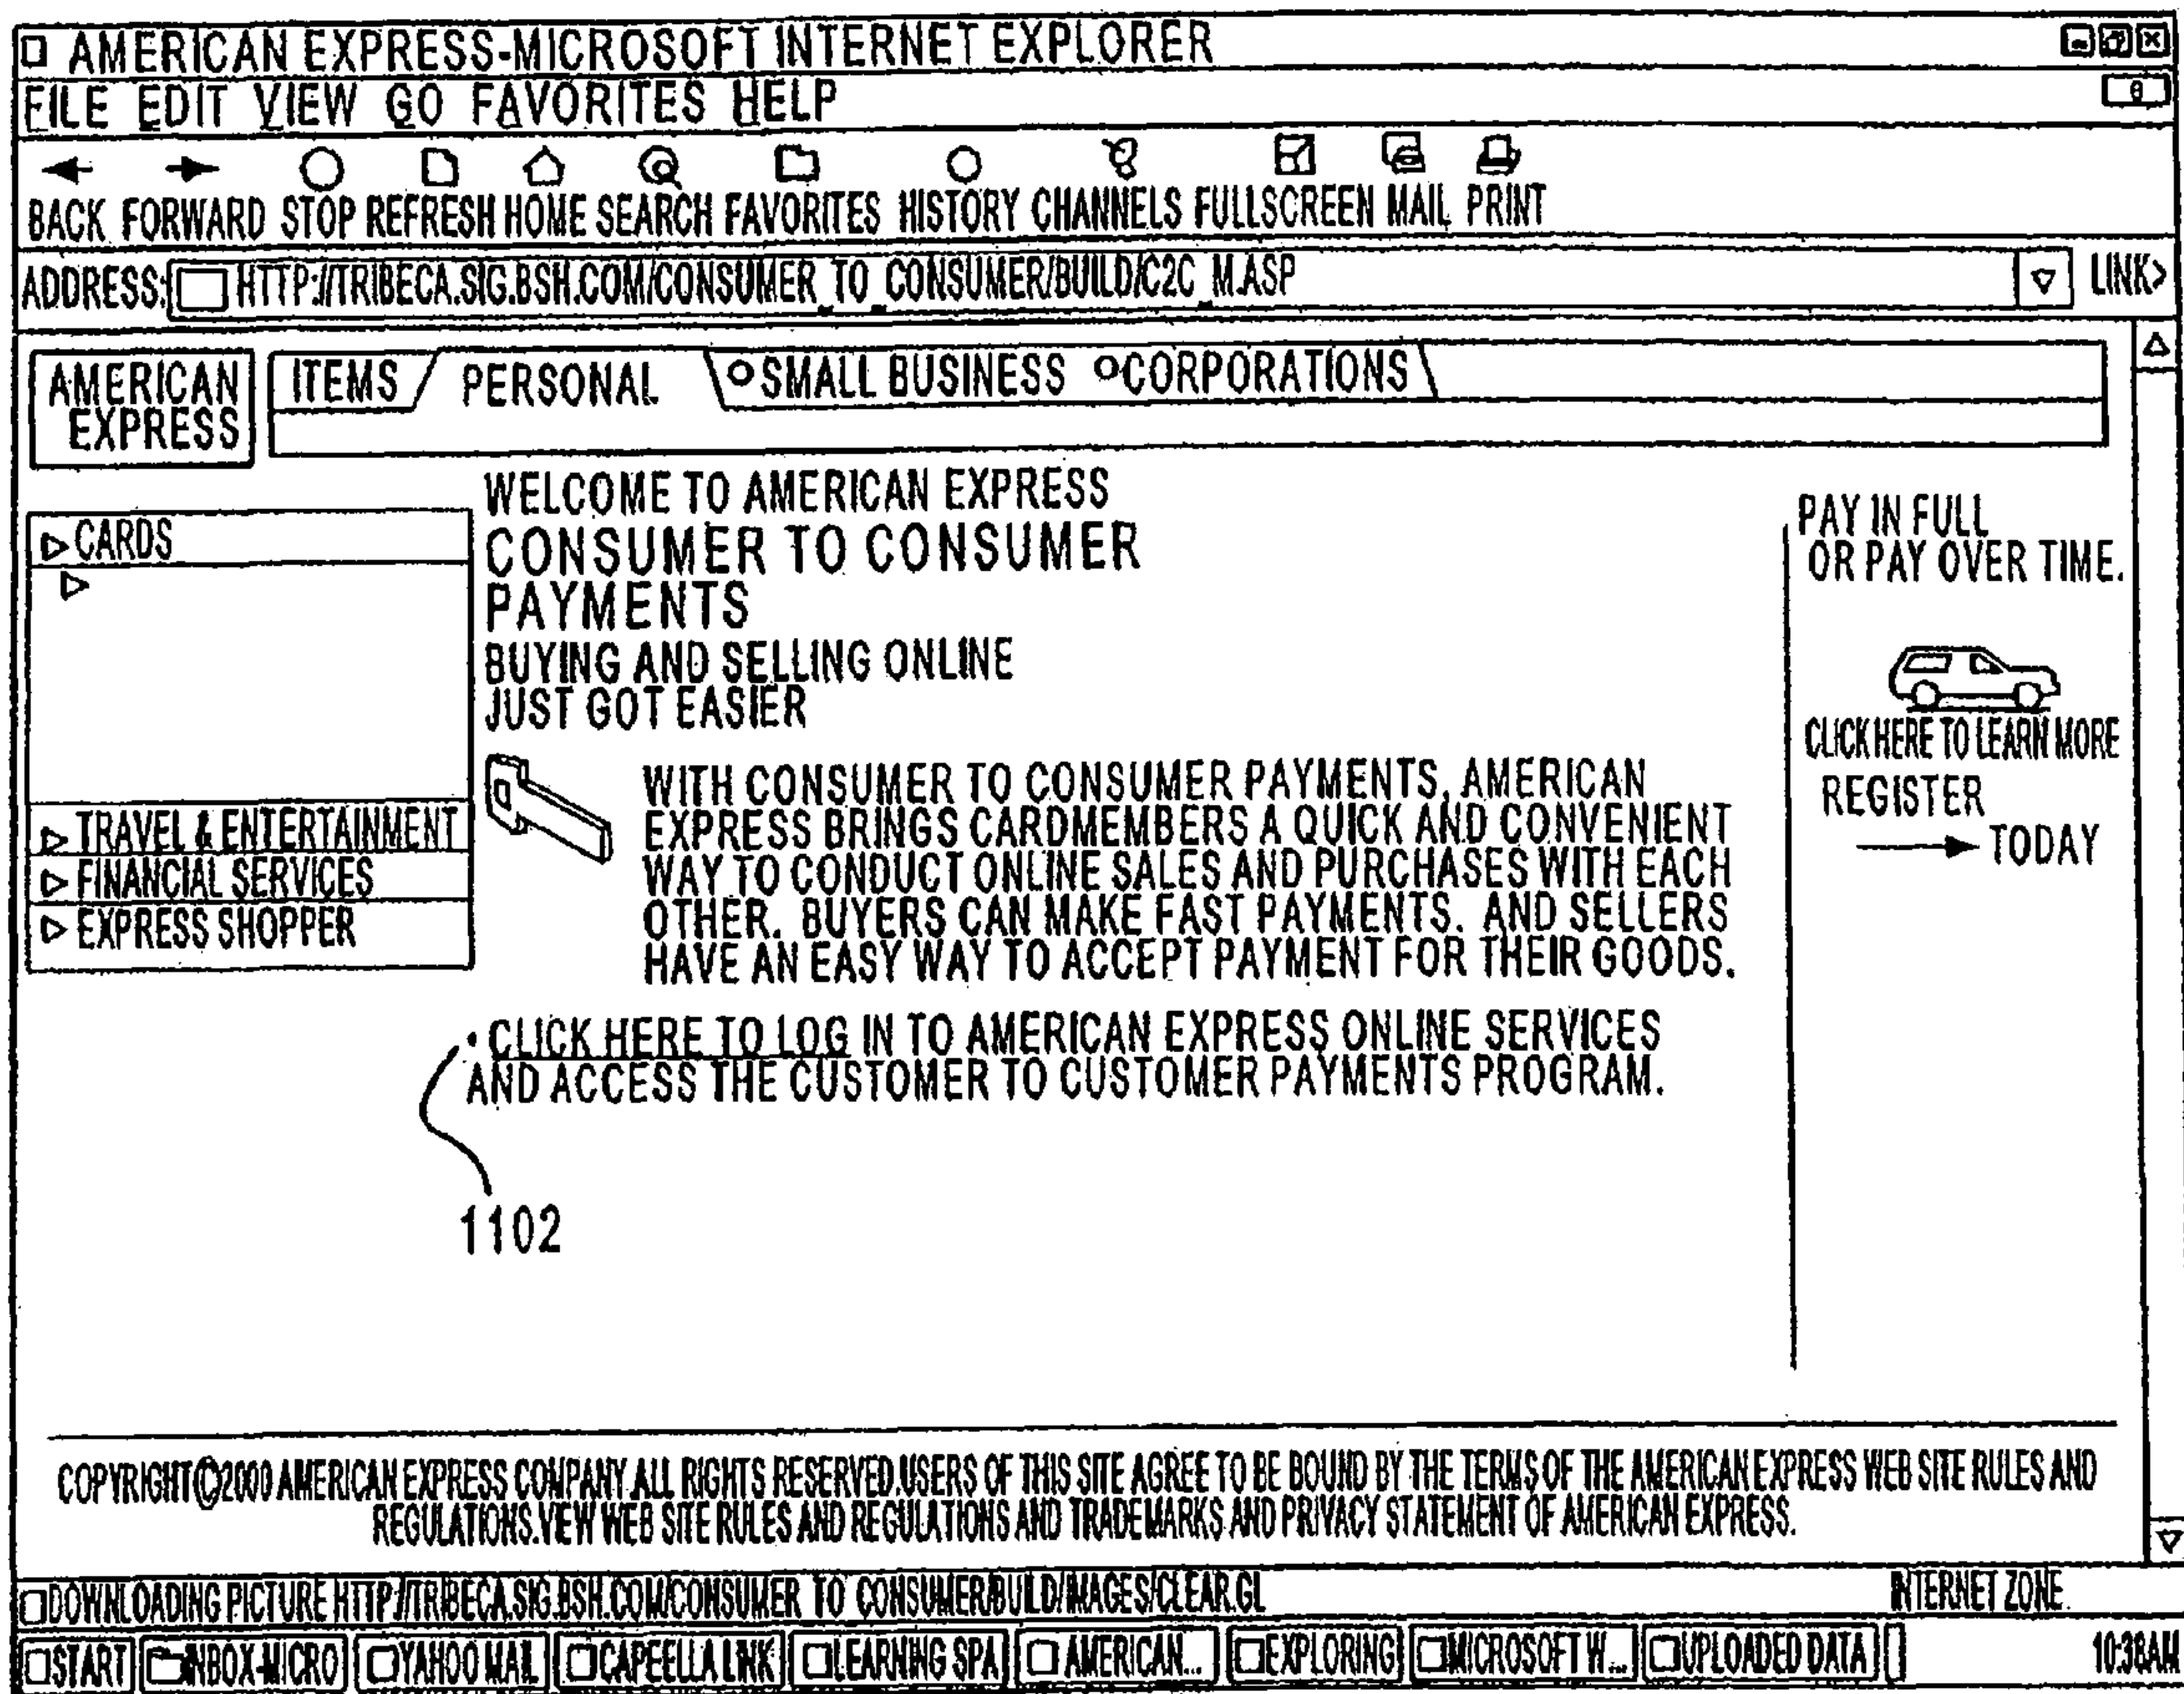 AMERICAN EXPRESS-MICROSOFT INTERNET EXPLORER
FILE EDIT VIEW GO FAVORITES HELP
BACK FORWARD STOP REFRESH HOME SEARCH FAVORITES HISTORY CHANNELS FULLSCREEN MAIL PRINT
ADDRESS: HTTP://TRIBECA.SIG.BSH.COM/CONSUMER_TO_CONSUMER/BUILD/C2C_M.ASP LINK>
AMERICAN
EXPRESS
ITEMS PERSONAL SMALL BUSINESS CORPORATIONS
CARDS
TRAVEL & ENTERTAINMENT
FINANCIAL SERVICES
EXPRESS SHOPPER
WELCOME TO AMERICAN EXPRESS
CONSUMER TO CONSUMER
PAYMENTS
BUYING AND SELLING ONLINE
JUST GOT EASIER
WITH CONSUMER TO CONSUMER PAYMENTS, AMERICAN
EXPRESS BRINGS CARDMEMBERS A QUICK AND CONVENIENT
WAY TO CONDUCT ONLINE SALES AND PURCHASES WITH EACH
OTHER. BUYERS CAN MAKE FAST PAYMENTS. AND SELLERS
HAVE AN EASY WAY TO ACCEPT PAYMENT FOR THEIR GOODS.
• CLICK HERE TO LOG IN TO AMERICAN EXPRESS ONLINE SERVICES
AND ACCESS THE CUSTOMER TO CUSTOMER PAYMENTS PROGRAM.
1102
PAY IN FULL
OR PAY OVER TIME.
CLICK HERE TO LEARN MORE
REGISTER
TODAY
COPYRIGHT©2000 AMERICAN EXPRESS COMPANY.ALL RIGHTS RESERVED.USERS OF THIS SITE AGREE TO BE BOUND BY THE TERMS OF THE AMERICAN EXPRESS WEB SITE RULES AND
REGULATIONS.VIEW WEB SITE RULES AND REGULATIONS AND TRADEMARKS AND PRIVACY STATEMENT OF AMERICAN EXPRESS.
DOWNLOADING PICTURE HTTP://TRIBECA.SIG.BSH.COM/CONSUMER TO CONSUMER/BUILD/IMAGES/CLEAR.GL INTERNET ZONE.
START INBOX-MICRO YAHOO MAIL CAPEELLA LINK LEARNING SPA AMERICAN... EXPLORING MICROSOFT W... UPLOADED DATA 10:38AM